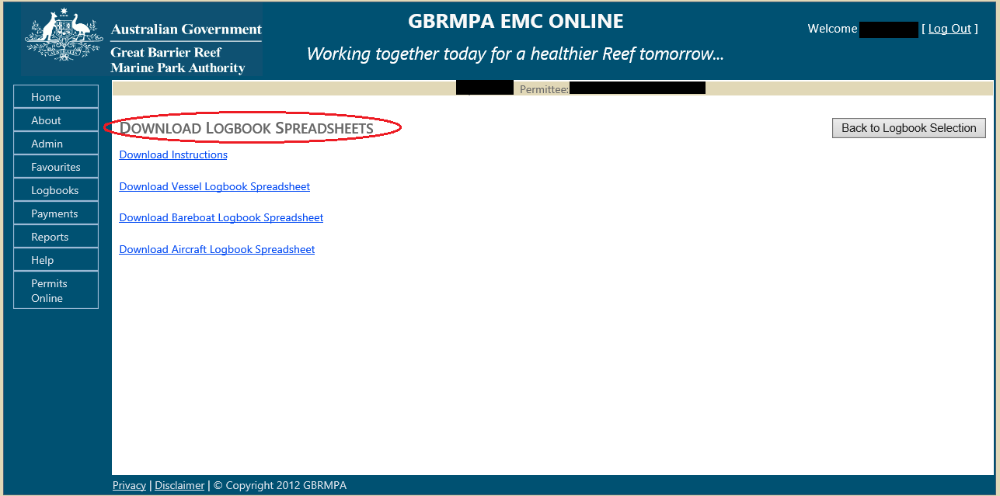 Australian Government
Great Barrier Reef
Marine Park Authority
GBRMPA EMC ONLINE
Working together today for a healthier Reef tomorrow...
Welcome [ Log Out ]
Home
About
Admin
Favourites
Logbooks
Payments
Reports
Help
Permits
Online
Permittee:
DOWNLOAD LOGBOOK SPREADSHEETS
Back to Logbook Selection
Download Instructions
Download Vessel Logbook Spreadsheet
Download Bareboat Logbook Spreadsheet
Download Aircraft Logbook Spreadsheet
Privacy | Disclaimer | © Copyright 2012 GBRMPA